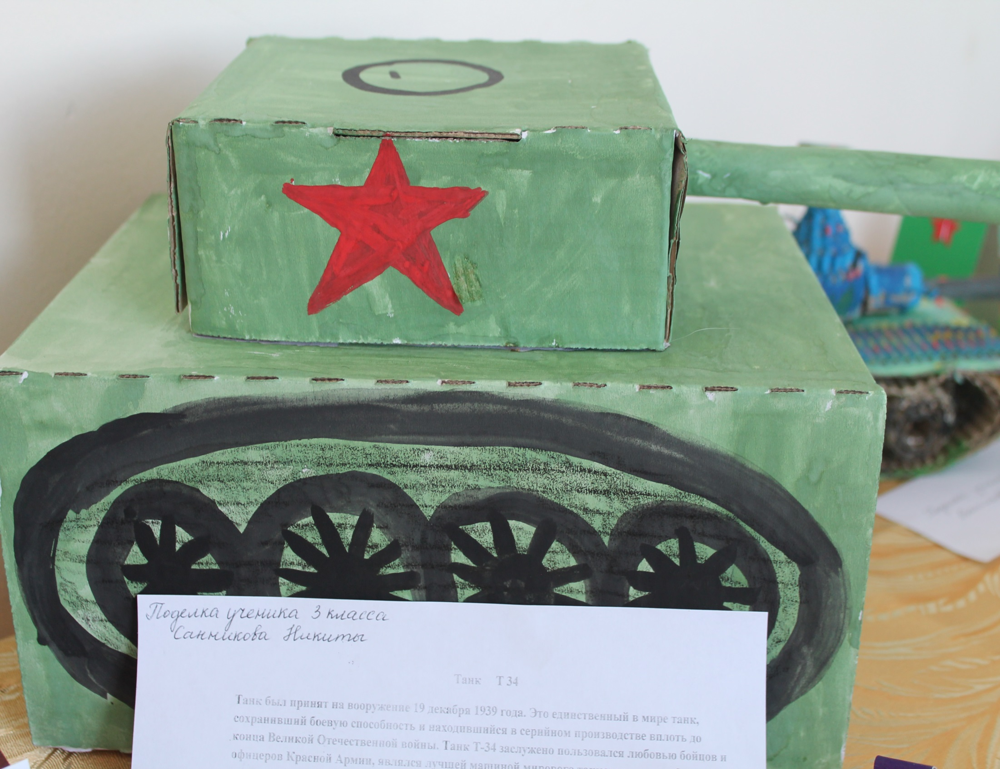 Поделка ученика 3 класса
Санникова Никиты
Танк Т 34
Танк был принят на вооружение 19 декабря 1939 года. Это единственный в мире танк,
сохранивший боевую способность и находившийся в серийном производстве вплоть до
конца Великой Отечественной войны. Танк Т-34 заслужено пользовался любовью бойцов и
офицеров Красной Армии, являлся лучшей машиной мирового